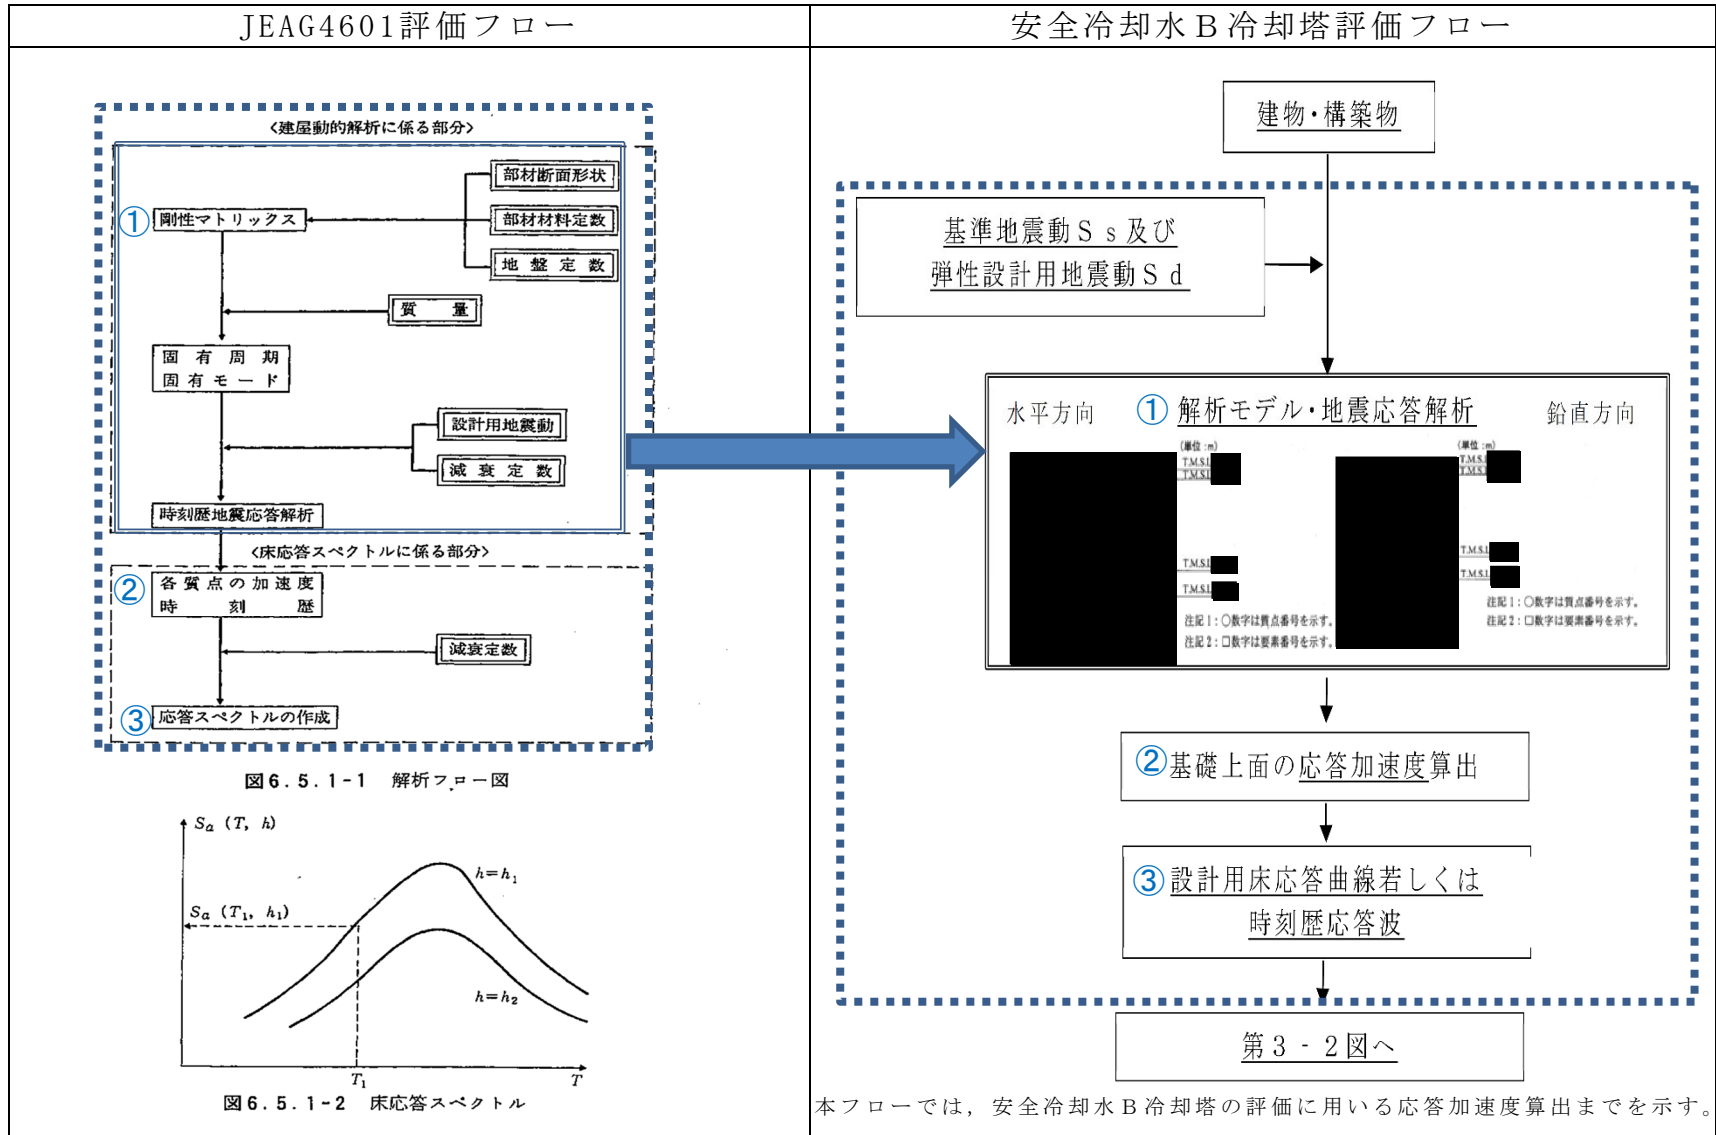 JEAG4601評価フロー
<建屋動的解析に係る部分>
部材断面形状
① 剛性マトリックス
部材材料定数
地盤定数
質量
固有周期
固有モード
設計用地震動
減衰定数
時刻歴地震応答解析
<床応答スペクトルに係る部分>
② 各質点の加速度
時刻歴
減衰定数
③ 応答スペクトルの作成
図6.5.1-1 解析フロー図
Sa (T, h)
h=h1
Sa (T1, h1)
h=h2
T1
T
図6.5.1-2 床応答スペクトル
安全冷却水B冷却塔評価フロー
建物・構築物
基準地震動Ss及び
弾性設計用地震動Sd
水平方向 ① 解析モデル・地震応答解析 鉛直方向
(単位:m)
T.M.S.L
T.M.S.L
T.M.S.L
T.M.S.L
注記1:○数字は質点番号を示す。
注記2:□数字は要素番号を示す。
(単位:m)
T.M.S.L
T.M.S.L
T.M.S.L
T.M.S.L
注記1:○数字は質点番号を示す。
注記2:□数字は要素番号を示す。
②基礎上面の応答加速度算出
③設計用床応答曲線若しくは
時刻歴応答波
第3-2図へ
本フローでは,安全冷却水B冷却塔の評価に用いる応答加速度算出までを示す。